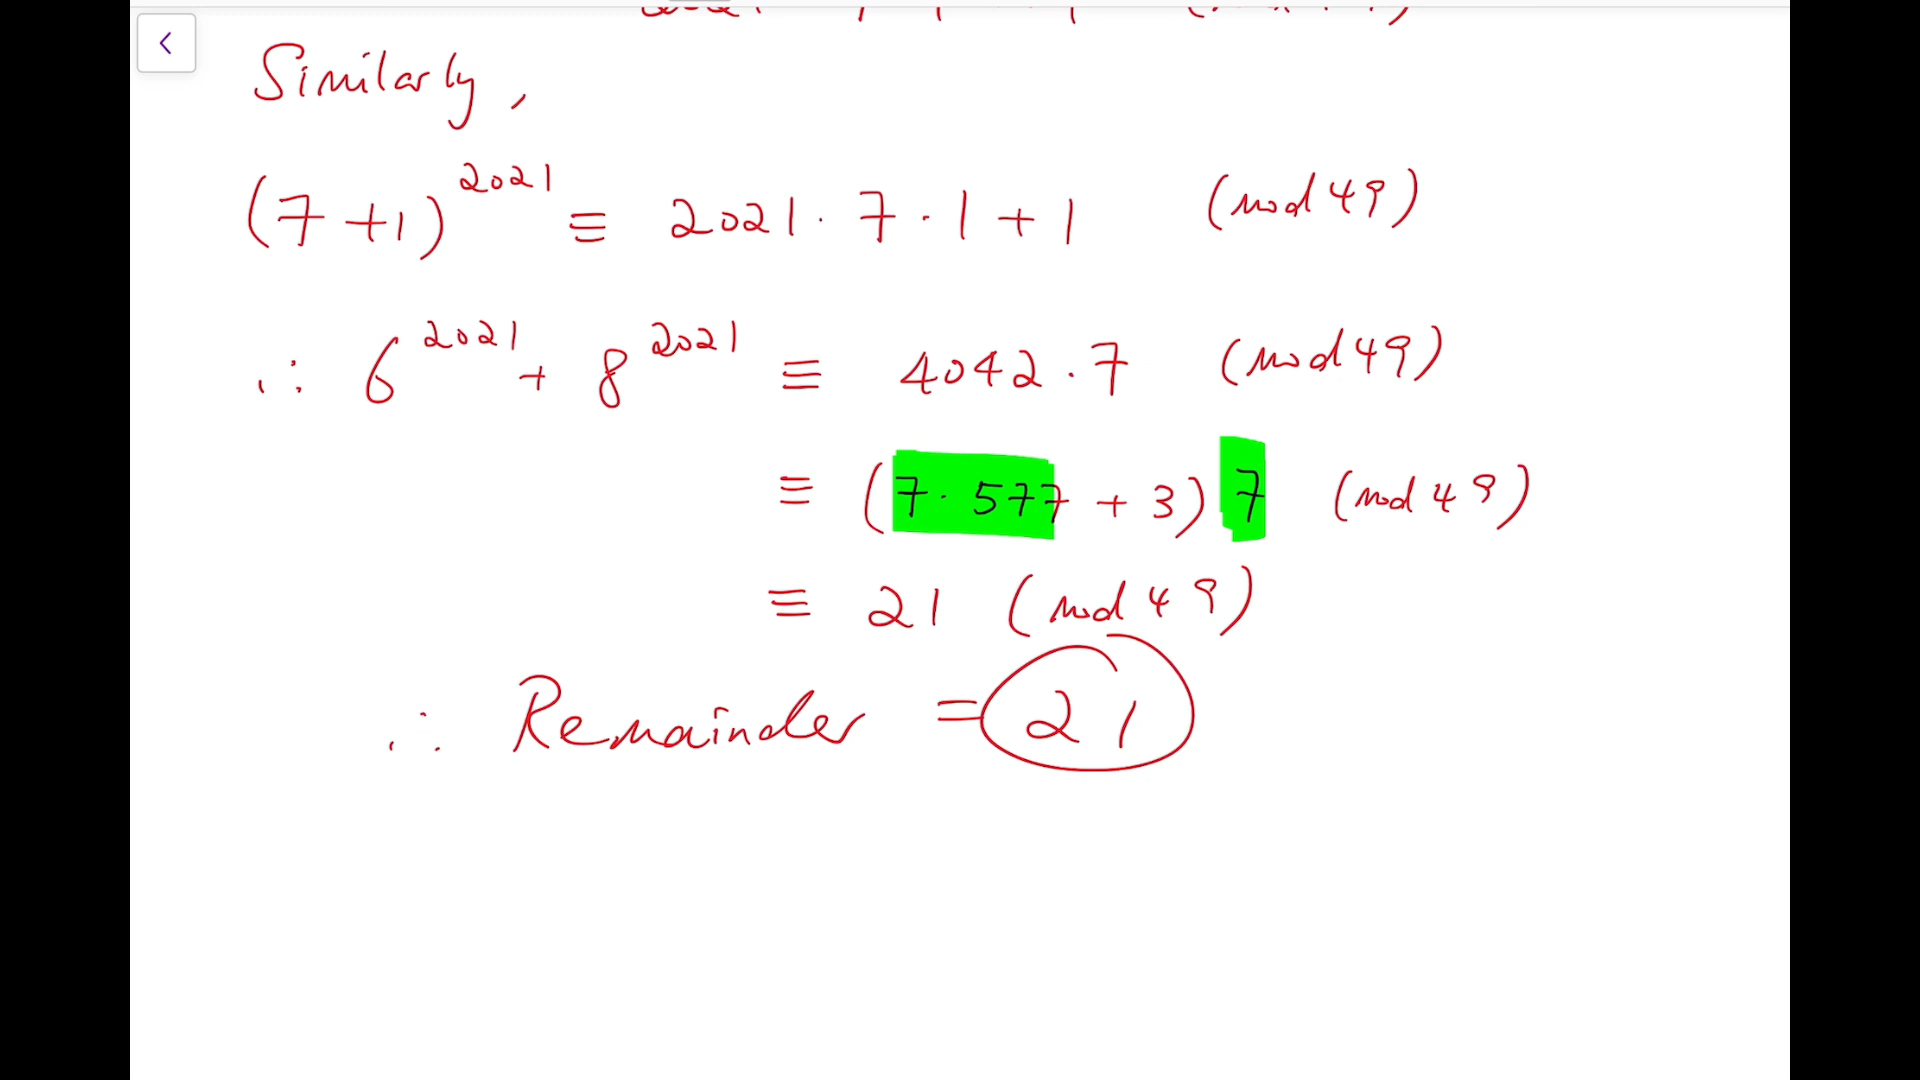 Similarly,
(7+1)^2021 ≡ 2021·7·1+1 (mod 49)
∴ 6^2021 + 8^2021 ≡ 4042·7 (mod 49)
≡ (7·577+3)7 (mod 49)
≡ 21 (mod 49)
∴ Remainder = 21